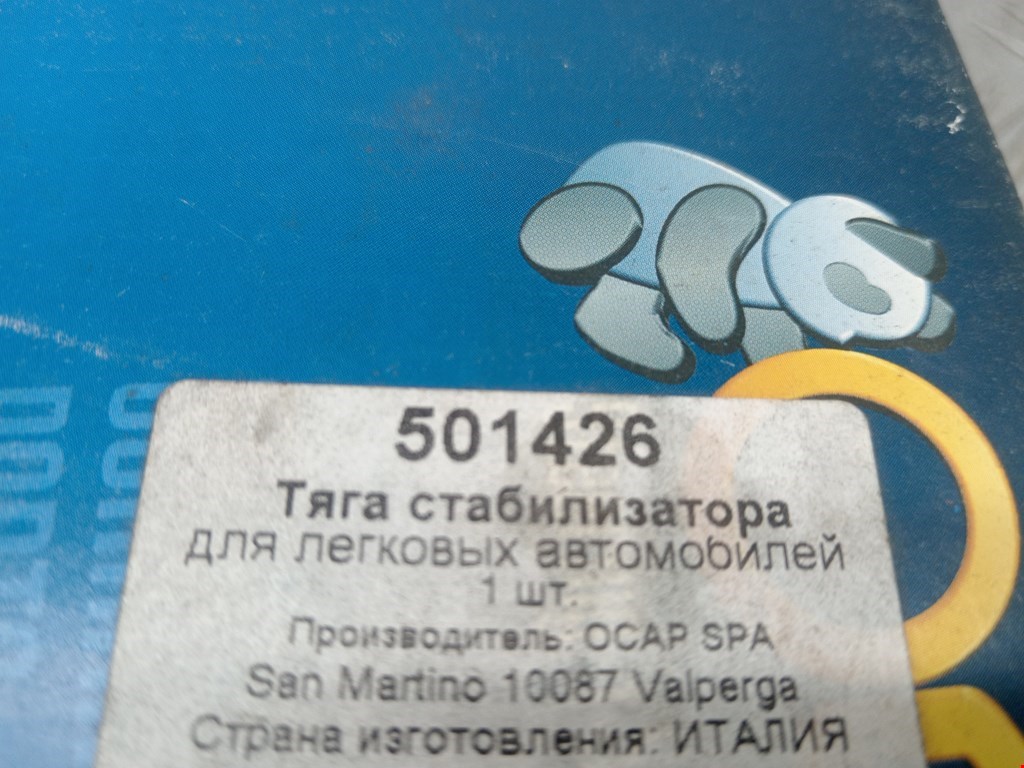 501426
Тяга стабилизатора
для легковых автомобилей
1 шт.
Производитель: OCAP SPA
San Martino 10087 Valperga
Страна изготовления: ИТАЛИЯ